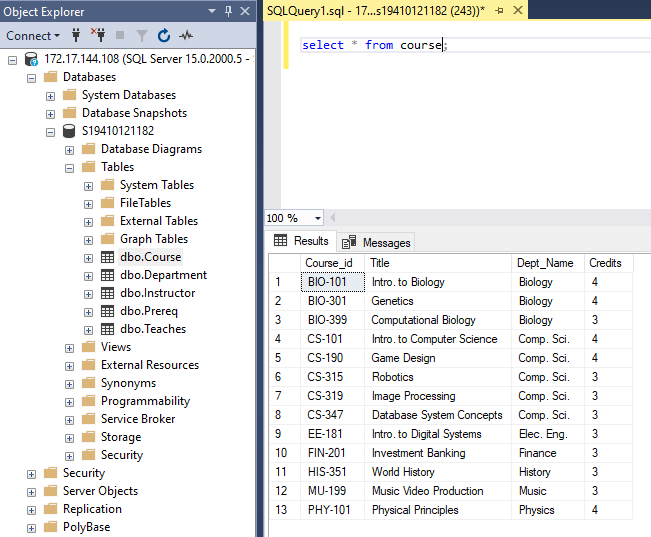 Object Explorer
Connect
172.17.144.108 (SQL Server 15.0.2000.5 -
Databases
System Databases
Database Snapshots
S19410121182
Database Diagrams
Tables
System Tables
FileTables
External Tables
Graph Tables
dbo.Course
dbo.Department
dbo.Instructor
dbo.Prereq
dbo.Teaches
Views
External Resources
Synonyms
Programmability
Service Broker
Storage
Security
Security
Server Objects
Replication
PolyBase
SQLQuery1.sql - 17...s19410121182 (243))*
select * from course;
100 %
Results Messages
Course_id Title Dept_Name Credits
1 BIO-101 Intro. to Biology Biology 4
2 BIO-301 Genetics Biology 4
3 BIO-399 Computational Biology Biology 3
4 CS-101 Intro. to Computer Science Comp. Sci. 4
5 CS-190 Game Design Comp. Sci. 4
6 CS-315 Robotics Comp. Sci. 3
7 CS-319 Image Processing Comp. Sci. 3
8 CS-347 Database System Concepts Comp. Sci. 3
9 EE-181 Intro. to Digital Systems Elec. Eng. 3
10 FIN-201 Investment Banking Finance 3
11 HIS-351 World History History 3
12 MU-199 Music Video Production Music 3
13 PHY-101 Physical Principles Physics 4